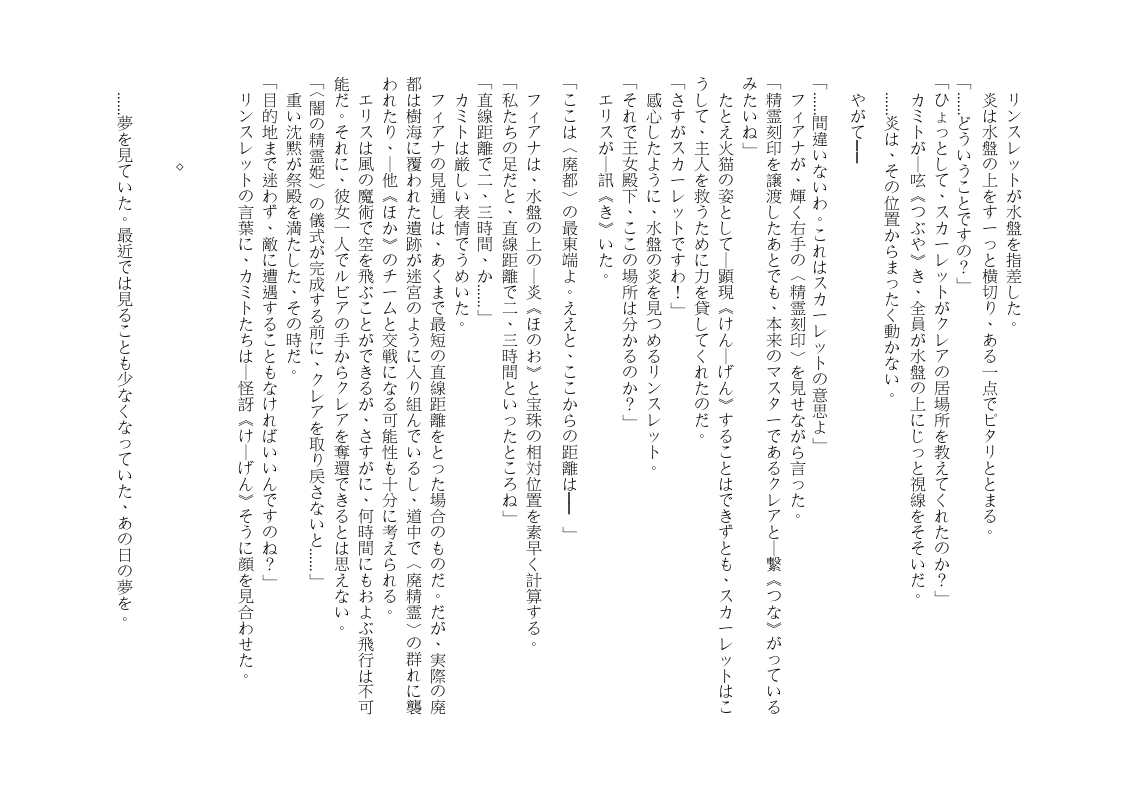 リンスレットが水盤を指差した。
炎は水盤の上をすーっと横切り、ある一点でピタリととまる。
「……どういうことですの？」
「ひょっとして、スカーレットがクレアの居場所を教えてくれたのか？」
カミトが―呟《つぶや》き、全員が水盤の上にじっと視線をそそいだ。
……炎は、その位置からまったく動かない。
やがて━━
「……間違いないわ。これはスカーレットの意思よ」
フィアナが、輝く右手の〈精霊刻印〉を見せながら言った。
「精霊刻印を譲渡したあとでも、本来のマスターであるクレアと―繋《つな》がっている
みたいね」
たとえ火猫の姿として―顕現《けん―げん》することはできずとも、スカーレットはこ
うして、主人を救うために力を貸してくれたのだ。
「さすがスカーレットですわ！」
感心したように、水盤の炎を見つめるリンスレット。
「それで王女殿下、ここの場所は分かるのか？」
エリスが―訊《き》いた。
「ここは〈廃都〉の最東端よ。ええと、ここからの距離は━━　」
フィアナは、水盤の上の―炎《ほのお》と宝珠の相対位置を素早く計算する。
「私たちの足だと、直線距離で二、三時間といったところね」
「直線距離で二、三時間、か……」
カミトは厳しい表情でうめいた。
フィアナの見通しは、あくまで最短の直線距離をとった場合のものだ。だが、実際の廃
都は樹海に覆われた遺跡が迷宮のように入り組んでいるし、道中で〈廃精霊〉の群れに襲
われたり、―他《ほか》のチームと交戦になる可能性も十分に考えられる。
エリスは風の魔術で空を飛ぶことができるが、さすがに、何時間にもおよぶ飛行は不可
能だ。それに、彼女一人でルビアの手からクレアを奪還できるとは思えない。
「〈闇の精霊姫〉の儀式が完成する前に、クレアを取り戻さないと……」
重い沈黙が祭殿を満たした、その時だ。
「目的地まで迷わず、敵に遭遇することもなければいいんですのね？」
リンスレットの言葉に、カミトたちは―怪訝《け―げん》そうに顔を見合わせた。
◇
……夢を見ていた。最近では見ることも少なくなっていた、あの日の夢を。